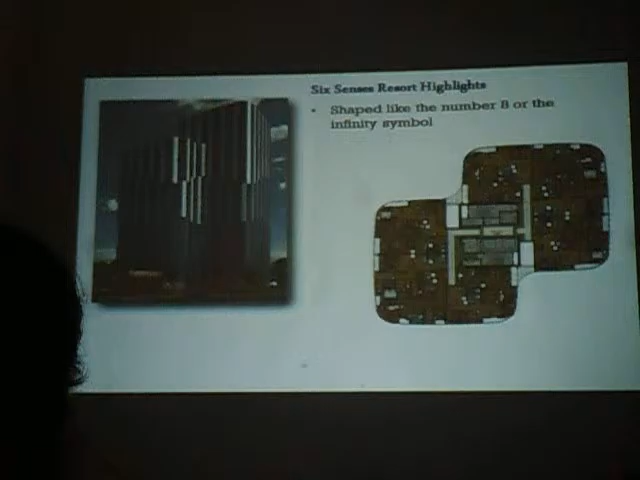 Six Senses Resort Highlights
• Shaped like the number 8 or the
infinity symbol